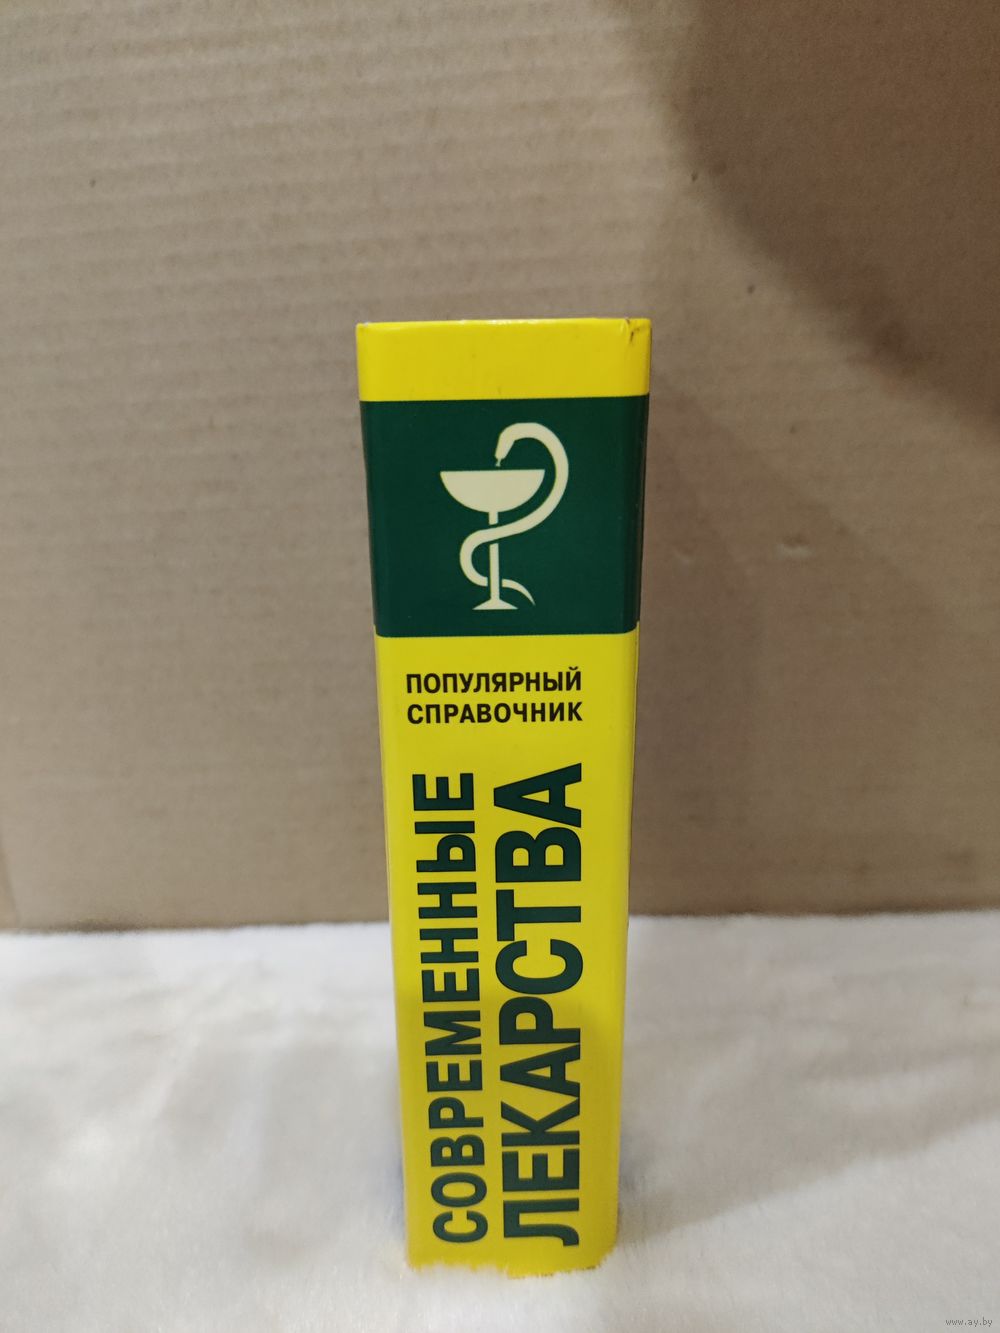 ПОПУЛЯРНЫЙ
СПРАВОЧНИК
СОВРЕМЕННЫЕ
ЛЕКАРСТВА
www.ay.by